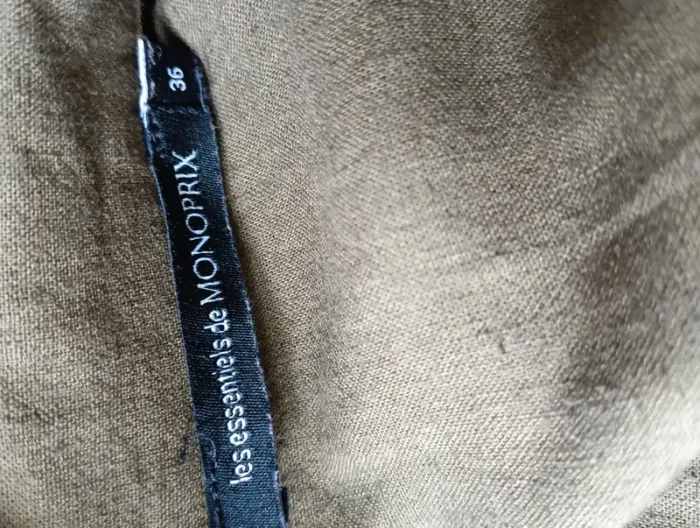 les essentiels de MONOPRIX
36